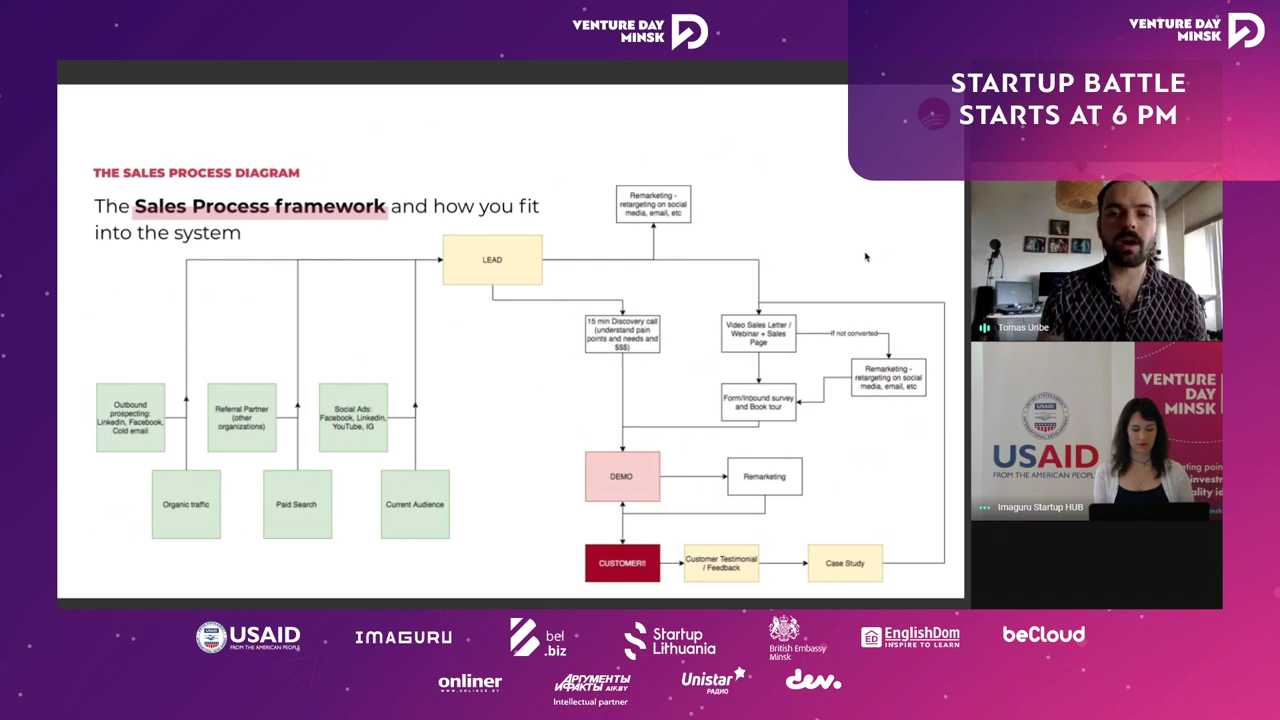 VENTURE DAY
MINSK
VENTURE DAY
MINSK
STARTUP BATTLE
STARTS AT 6 PM
THE SALES PROCESS DIAGRAM
The Sales Process framework and how you fit
into the system
Remarketing -
retargeting on social
media, email, etc
LEAD
15 min Discovery call
(understand pain
points and needs and
$$$)
Video Sales Letter /
Webinar + Sales
Page
If not converted
Remarketing -
retargeting on social
media, email, etc
Form/Inbound survey
and Book tour
Outbound
prospecting:
Linkedin, Facebook,
Cold email
Referral Partner
(other
organizations)
Social Ads:
Facebook, Linkedin,
YouTube, IG
Organic traffic
Paid Search
Current Audience
DEMO
Remarketing
CUSTOMER!!
Customer Testimonial
/ Feedback
Case Study
Tomas Uribe
USAID
FROM THE AMERICAN PEOPL
VENTURE
DAY
MINSK
Imaguru Startup HUB
USAID
FROM THE AMERICAN PEOPL
IMAGURU
bel
.biz
Startup
Lithuania
British Embassy
Minsk
ED EnglishDom
INSPIRE TO LEARN
beCloud
onliner
WWW.ONLINER.BY
АРГУМЕНТЫ
И ФАКТЫ AIF.BY
Intellectual partner
Unistar
РАДИО
dev.